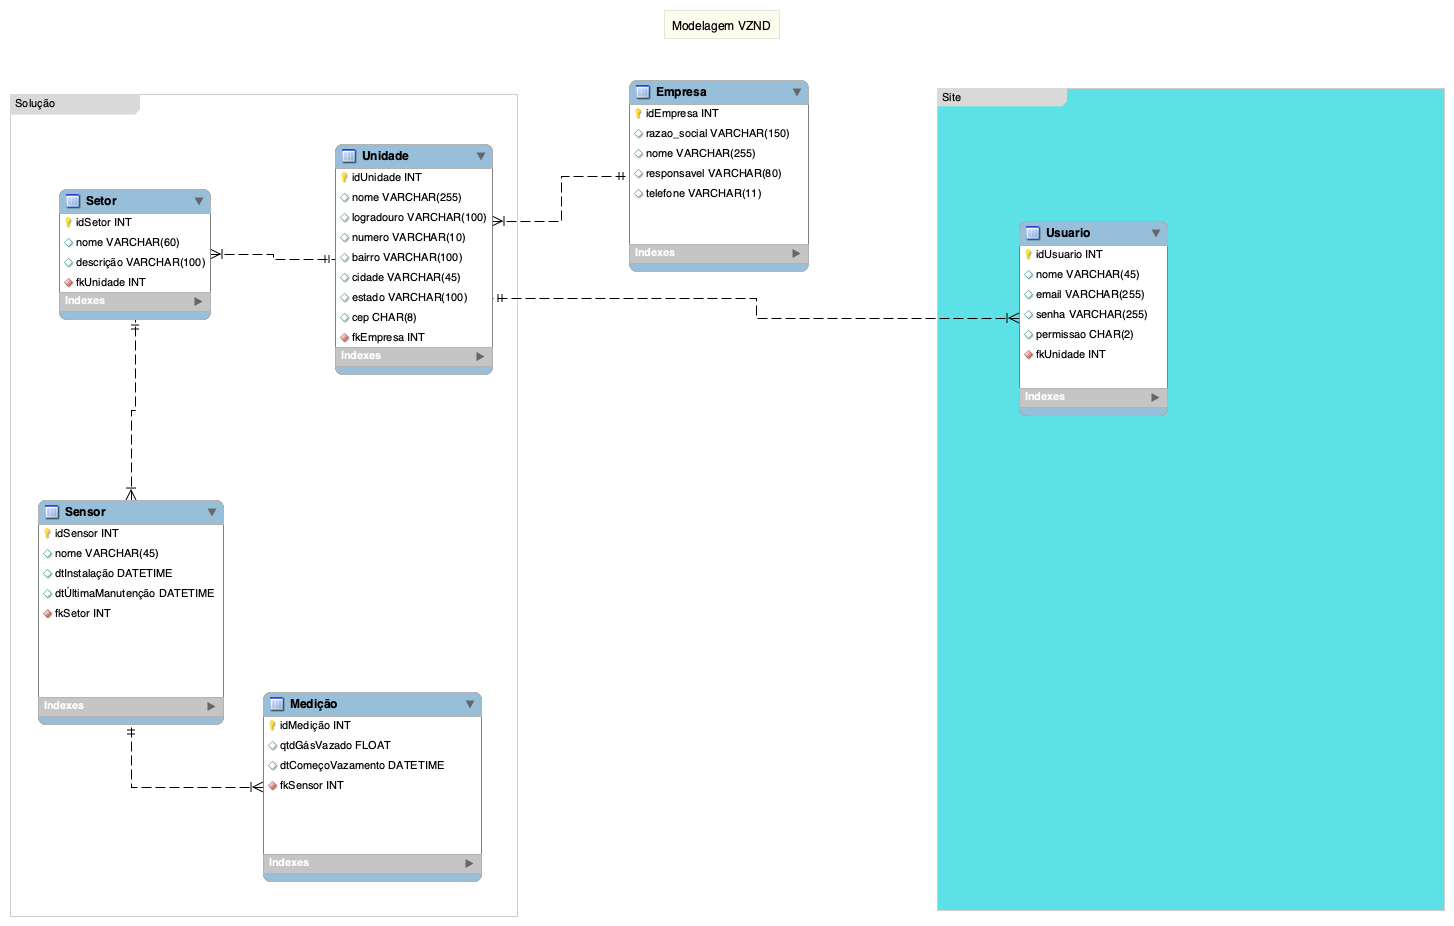 Modelagem VZND
Solução
Setor
idSetor INT
nome VARCHAR(60)
descrição VARCHAR(100)
fkUnidade INT
Indexes
Unidade
idUnidade INT
nome VARCHAR(255)
logradouro VARCHAR(100)
numero VARCHAR(10)
bairro VARCHAR(100)
cidade VARCHAR(45)
estado VARCHAR(100)
cep CHAR(8)
fkEmpresa INT
Indexes
Sensor
idSensor INT
nome VARCHAR(45)
dtInstalação DATETIME
dtÚltimaManutenção DATETIME
fkSetor INT
Indexes
Medição
idMedição INT
qtdGásVazado FLOAT
dtComeçoVazamento DATETIME
fkSensor INT
Indexes
Empresa
idEmpresa INT
razao_social VARCHAR(150)
nome VARCHAR(255)
responsavel VARCHAR(80)
telefone VARCHAR(11)
Indexes
Site
Usuario
idUsuario INT
nome VARCHAR(45)
email VARCHAR(255)
senha VARCHAR(255)
permissao CHAR(2)
fkUnidade INT
Indexes